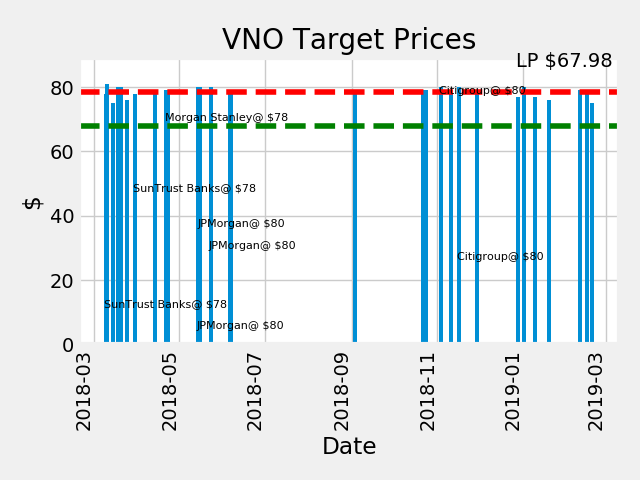 VNO Target Prices
LP $67.98
80
60
40
20
0
$
Citigroup@ $80
Morgan Stanley@ $78
SunTrust Banks@ $78
JPMorgan@ $80
JPMorgan@ $80
Citigroup@ $80
SunTrust Banks@ $78
JPMorgan@ $80
2018-03
2018-05
2018-07
2018-09
2018-11
2019-01
2019-03
Date